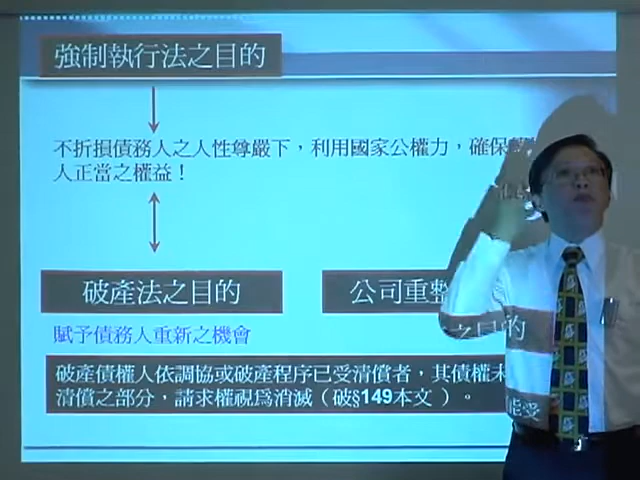 強制執行法之目的
不折損債務人之人性尊嚴下，利用國家公權力，確保
人正當之權益！
破產法之目的
公司重整
之目的
賦予債務人重新之機會
破產債權人依調協或破產程序已受清償者，其債權未
清償之部分，請求權視為消滅（破§149本文）。
能受